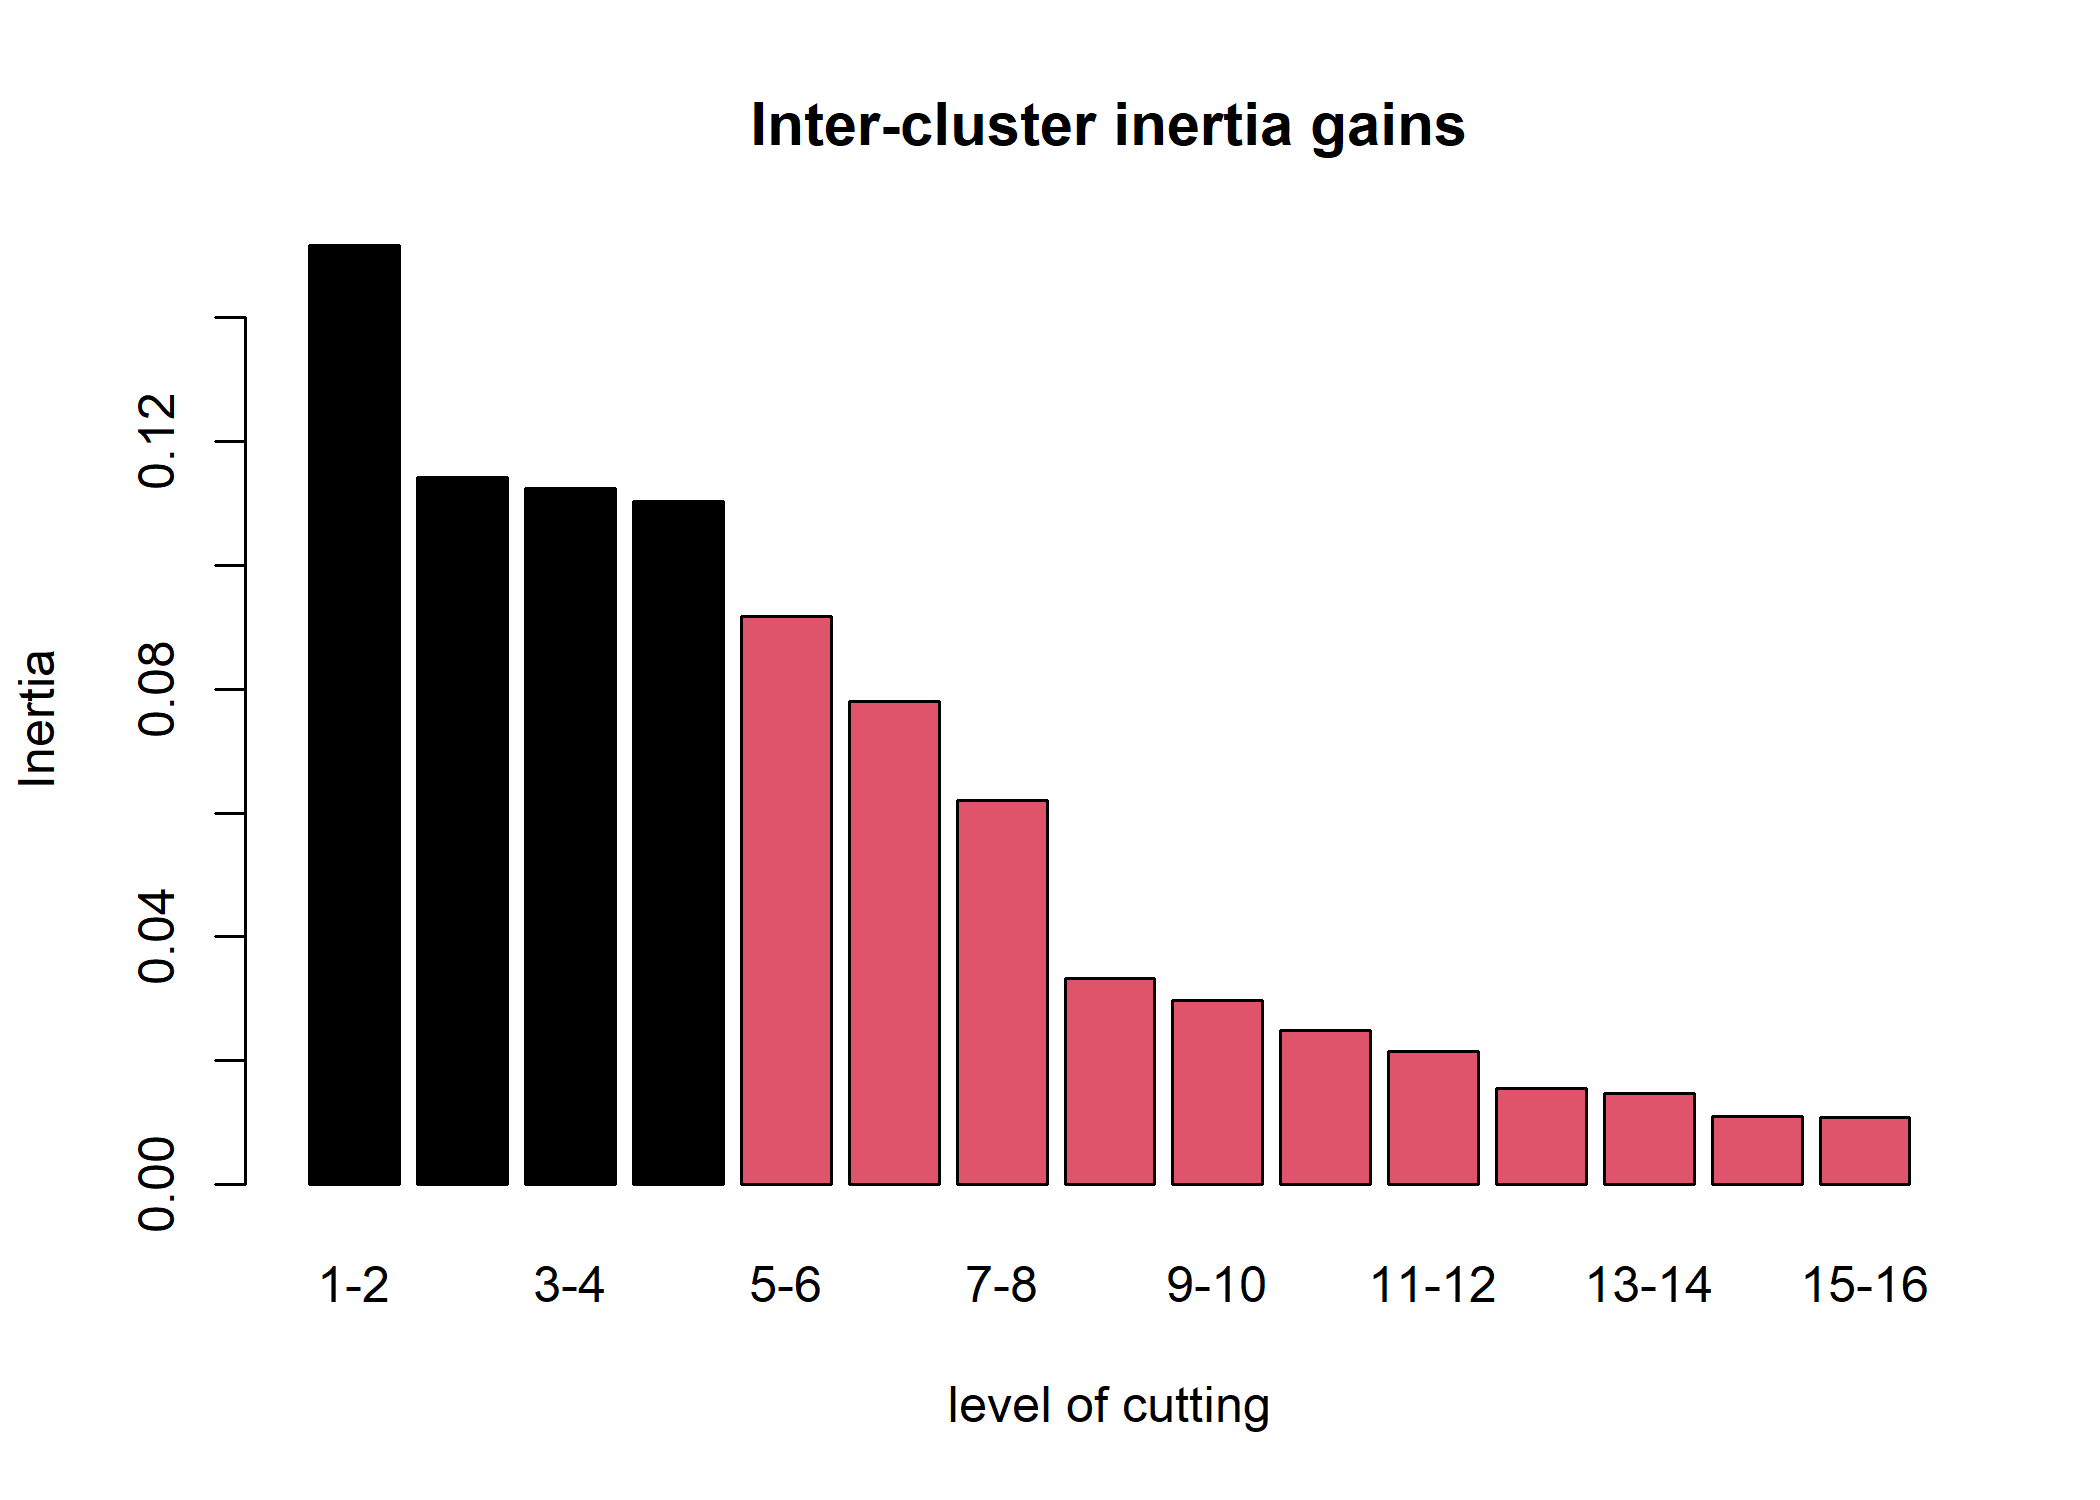 Inter-cluster inertia gains
Inertia
0.12
0.08
0.04
0.00
1-2 3-4 5-6 7-8 9-10 11-12 13-14 15-16
level of cutting